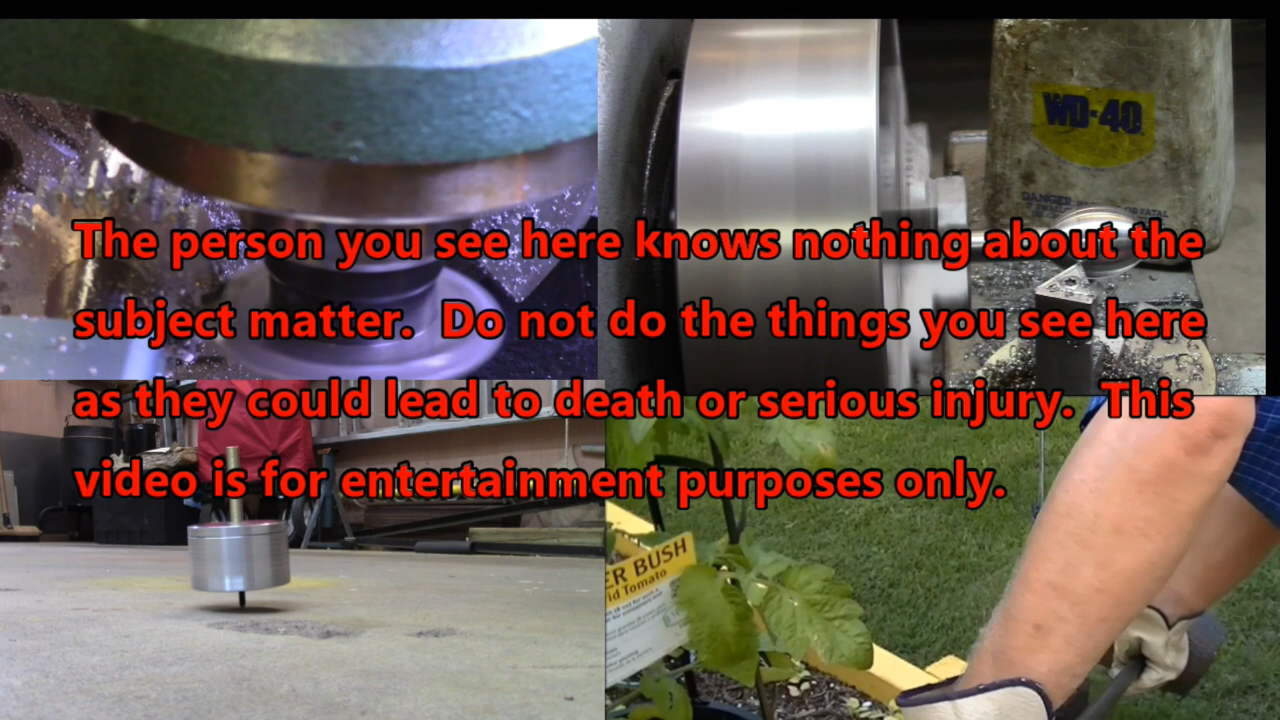 WD-40
The person you see here knows nothing about the
subject matter.  Do not do the things you see here
as they could lead to death or serious injury.  This
video is for entertainment purposes only.
ER BUSH
id Tomato